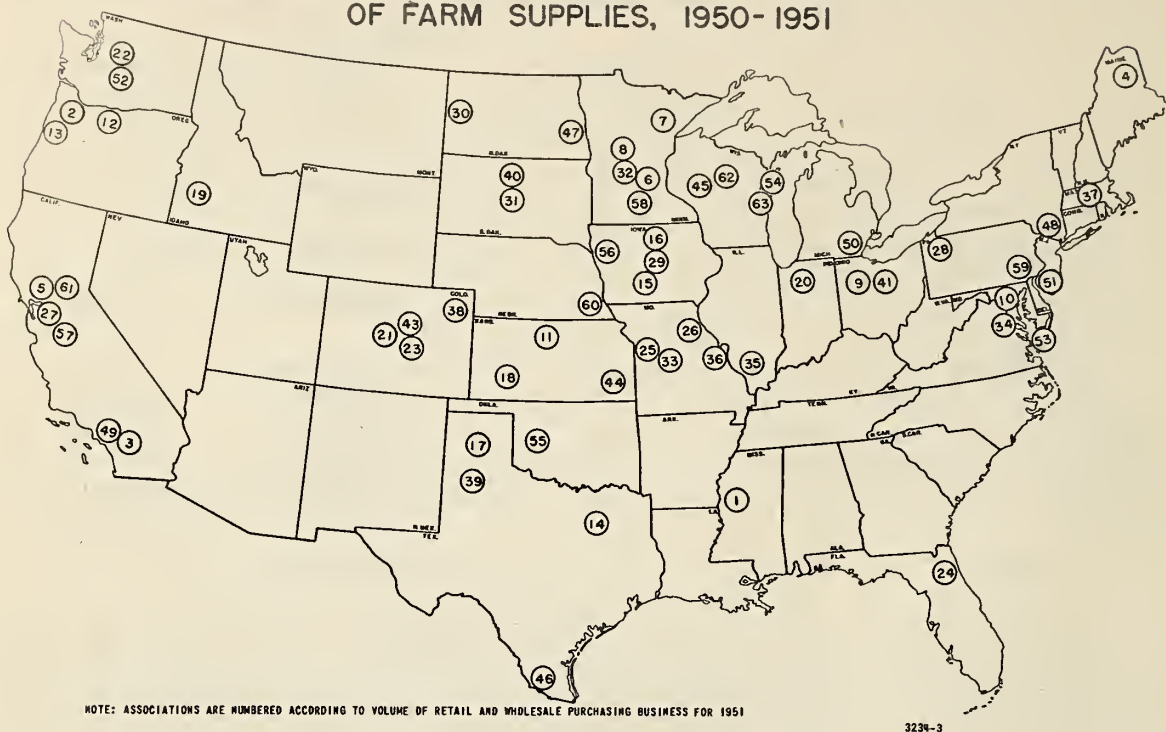 OF FARM SUPPLIES, 1950-1951
WASH
22
52
2
12
13
OREG.
19
IDAHO
CALIF.
NEV
UTAH
MONT.
WYO.
30
47
N.DAK
40
31
S.DAK.
7
8
32
6
58
MINN.
WIS.
45
62
54
63
4
MAINE
VT.
N.H.
N.Y.
MASS
37
CONN.
R.I.
48
5
61
27
57
49
3
ARIZ
COLO.
38
43
21
23
NEBR.
60
KANS.
11
18
44
IOWA
56
16
29
15
MO.
26
25
33
36
ILL.
35
MICH
50
IND.
OHIO
20
9
41
28
59
51
W.VA.
MD.
10
34
53
KY.
VA.
TENN.
N.CAR
S.CAR.
GA.
OKLA.
17
55
39
14
46
N.MEX.
TEX.
ARK.
LA.
MISS.
1
ALA.
FLA.
24
NOTE: ASSOCIATIONS ARE NUMBERED ACCORDING TO VOLUME OF RETAIL AND WHOLESALE PURCHASING BUSINESS FOR 1951
3234-3